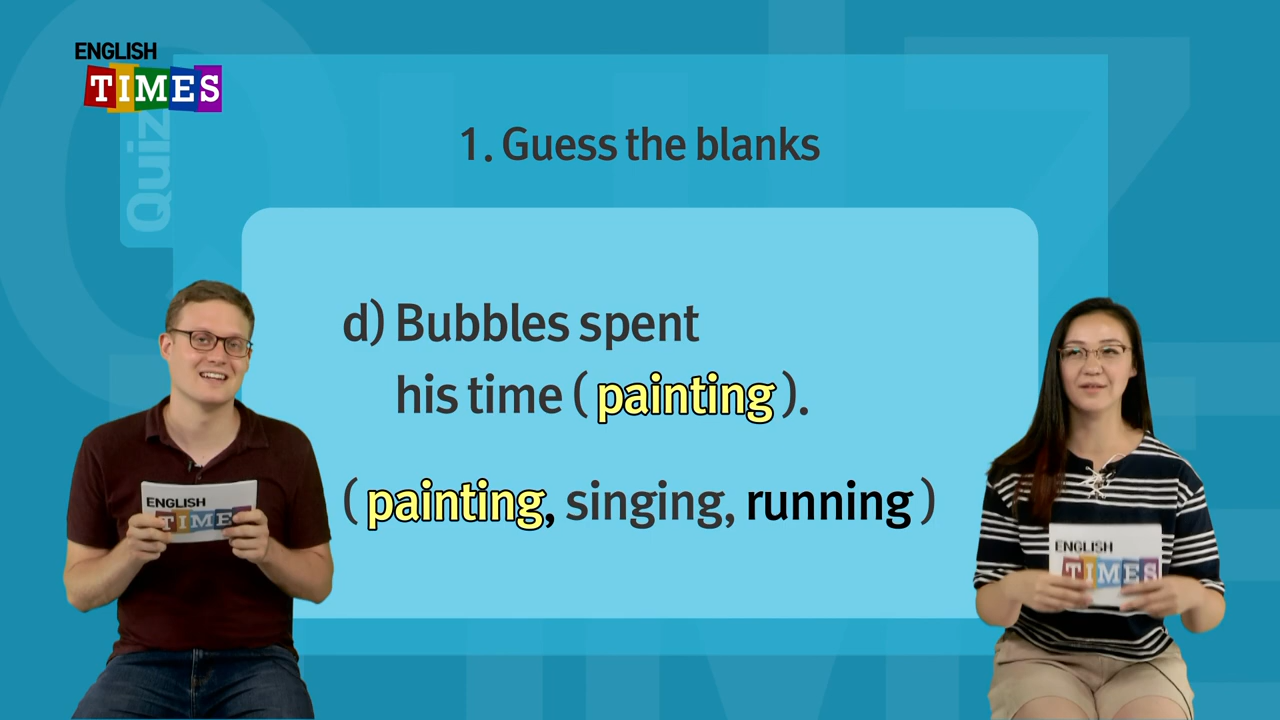 ENGLISH
TIMES
Quiz
1. Guess the blanks
d) Bubbles spent
his time ( painting ).
( painting, singing, running )
ENGLISH
TIMES
ENGLISH
TIMES